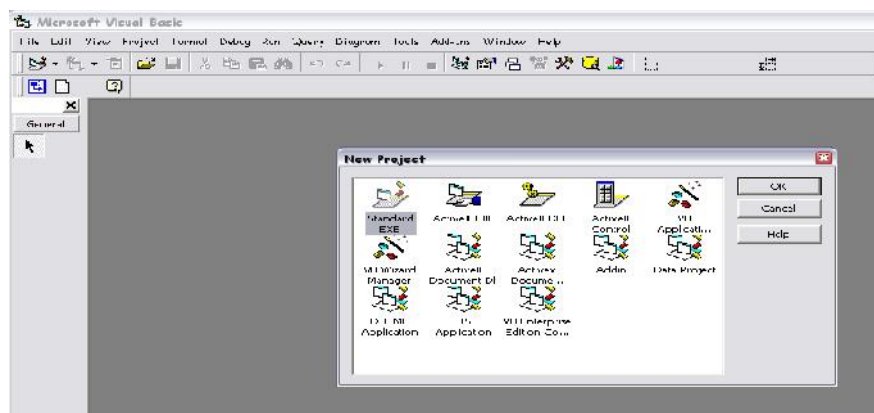 Microsoft Visual Basic
File Edit View Project Format Debug Run Query Diagram Tools Add-Ins Window Help
General
New Project
Standard EXE
ActiveX EXE
ActiveX DLL
ActiveX Control
VB Applicati...
VB Wizard Manager
ActiveX Document Dl
Activex Docume...
Addin
Data Project
DHTML Application
IIS Application
VB Enterprise Edition Co...
OK
Cancel
Help